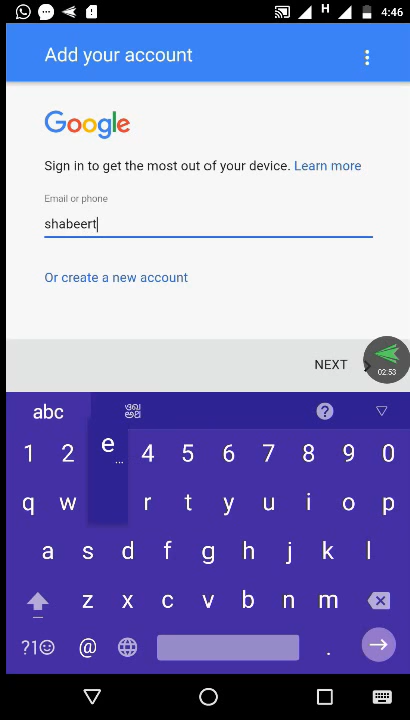 H 4:46
Add your account
Google
Sign in to get the most out of your device. Learn more
Email or phone
shabeert
Or create a new account
NEXT
02:53
abc
1 2 e... 4 5 6 7 8 9 0
q w r t y u i o p
a s d f g h j k l
z x c v b n m
?1☺ @ .